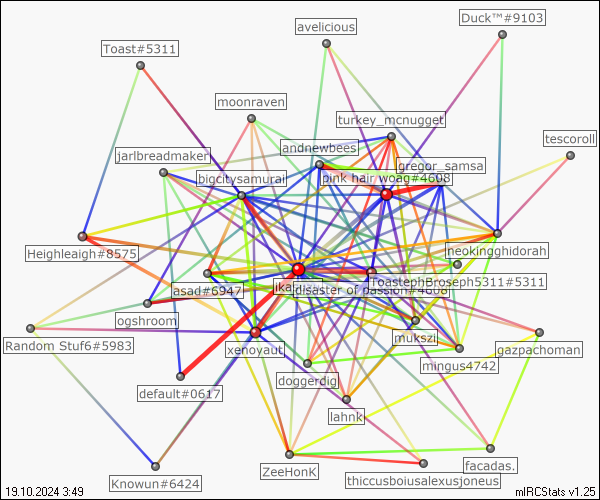 Duck™#9103
avelicious
Toast#5311
moonraven
turkey_mcnugget
tescoroll
andnewbees
jarlbreadmaker
gregor_samsa
bigcitysamurai
pink hair woag#4608
neokingghidorah
Heighleaigh#8575
ToastephBroseph5311#5311
asad#6947
disaster of passion#4608
ogshroom
mukszi
Random Stuf6#5983
xenoyaut
gazpachoman
mingus4742
doggerdig
default#0617
lahnk
ZeeHonK
facadas.
thiccusboiusalexusjoneus
Knowun#6424
19.10.2024 3:49
mIRCStats v1.25